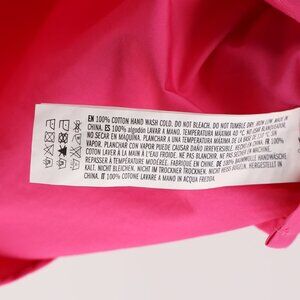 EN 100% COTTON HAND WASH COLD. DO NOT BLEACH. DO NOT TUMBLE DRY. IRON LOW. MADE IN
CHINA. ES 100% algodón LAVAR A MANO. TEMPERATURA MÁXIMA 40 °C. NO USAR BLANQUEADOR.
NO SECAR EN MAQUINA. PLANCHAR A TEMPERATURA MÁXIMA DE LA BASE DE 110 °C. SIN
VAPOR. PLANCHAR CON VAPOR PUEDE CAUSAR DAÑO IRREVERSIBLE. HECHO EN CHINA. FR 100%
COTON LAVER A LA MAIN A L'EAU FROIDE. NE PAS BLANCHIR. NE PAS SÉCHER EN MACHINE.
REPASSER A TEMPÉRATURE MODÉRÉE. FABRIQUÉ EN CHINE. DE 100% BAUMWOLLE HANDWÄSCHE
KALT. NICHT BLEICHEN. NICHT IM TROCKNER TROCKNEN. NICHT HEISS BÜGELN. HERGESTELLT IN
CHINA. IT 100% COTONE LAVARE A MANO IN ACQUA FREDDA.